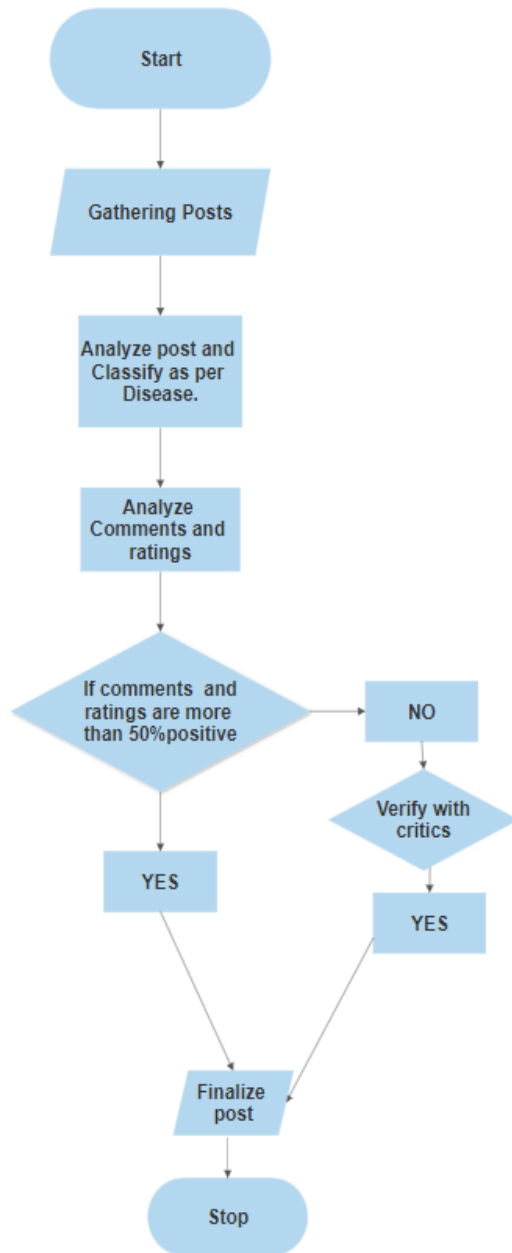 Start
Gathering Posts
Analyze post and
Classify as per
Disease.
Analyze
Comments and
ratings
If comments and
ratings are more
than 50%positive
NO
Verify with
critics
YES
YES
Finalize
post
Stop